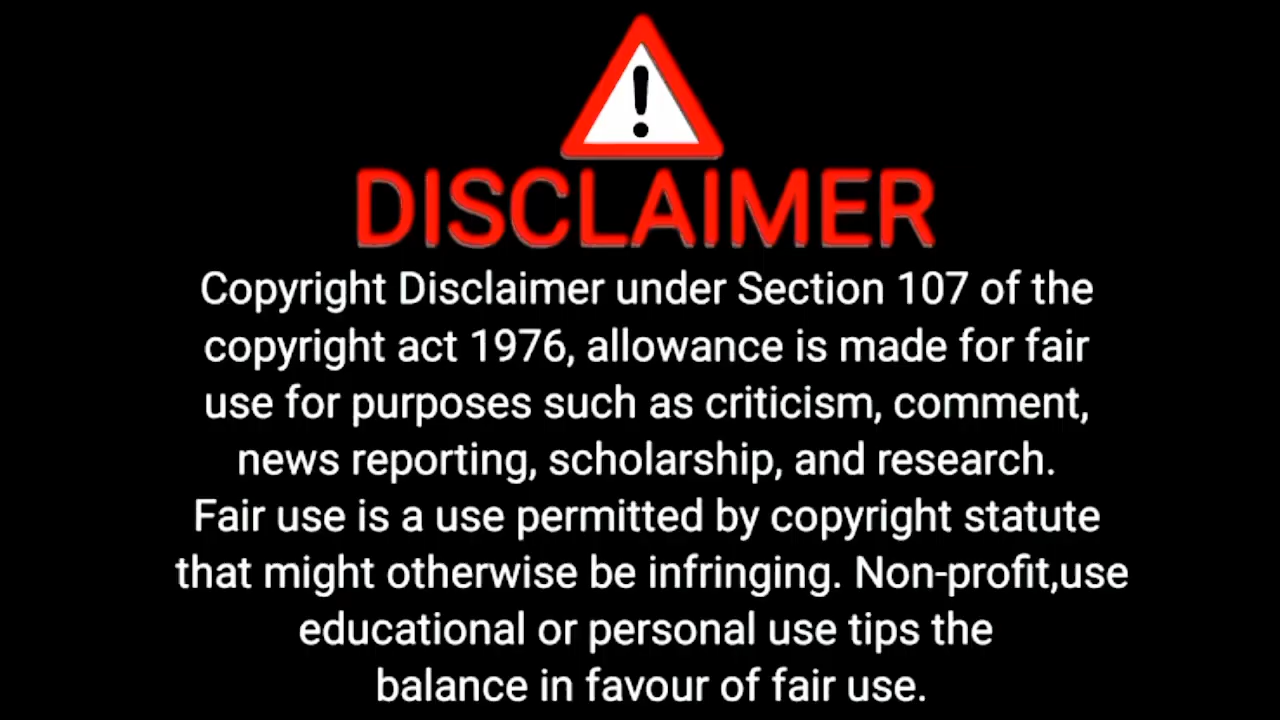 DISCLAIMER
Copyright Disclaimer under Section 107 of the
copyright act 1976, allowance is made for fair
use for purposes such as criticism, comment,
news reporting, scholarship, and research.
Fair use is a use permitted by copyright statute
that might otherwise be infringing. Non-profit,use
educational or personal use tips the
balance in favour of fair use.